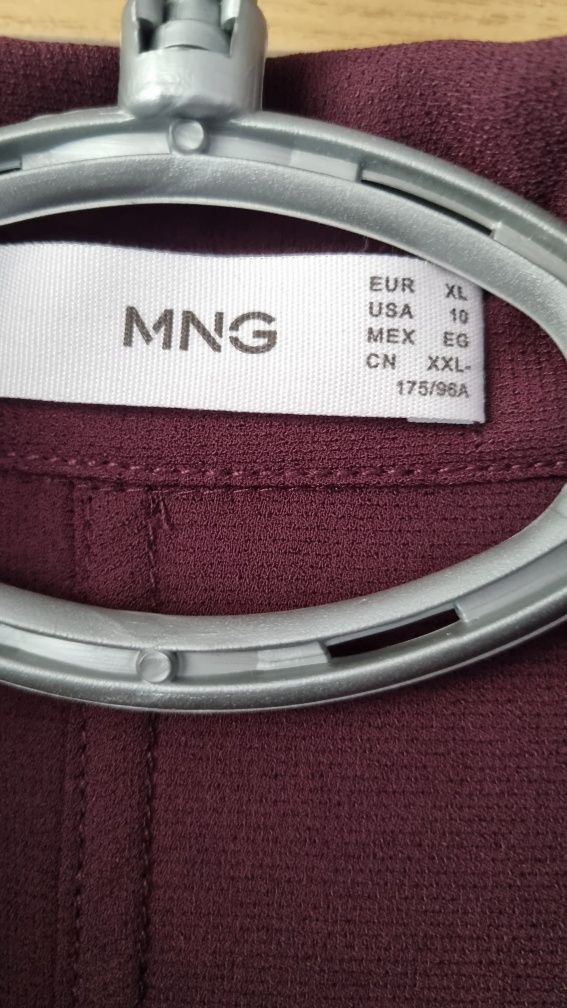 MNG
EUR XL
USA 10
MEX EG
CN XXL-
175/96A